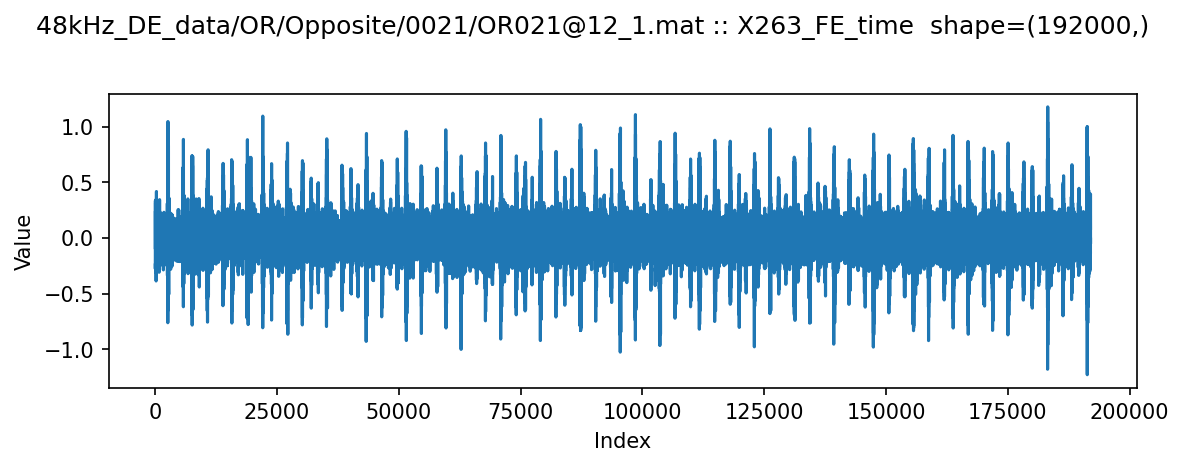 48kHz_DE_data/OR/Opposite/0021/OR021@12_1.mat :: X263_FE_time  shape=(192000,)
1.0
0.5
0.0
−0.5
−1.0
Value
0 25000 50000 75000 100000 125000 150000 175000 200000
Index